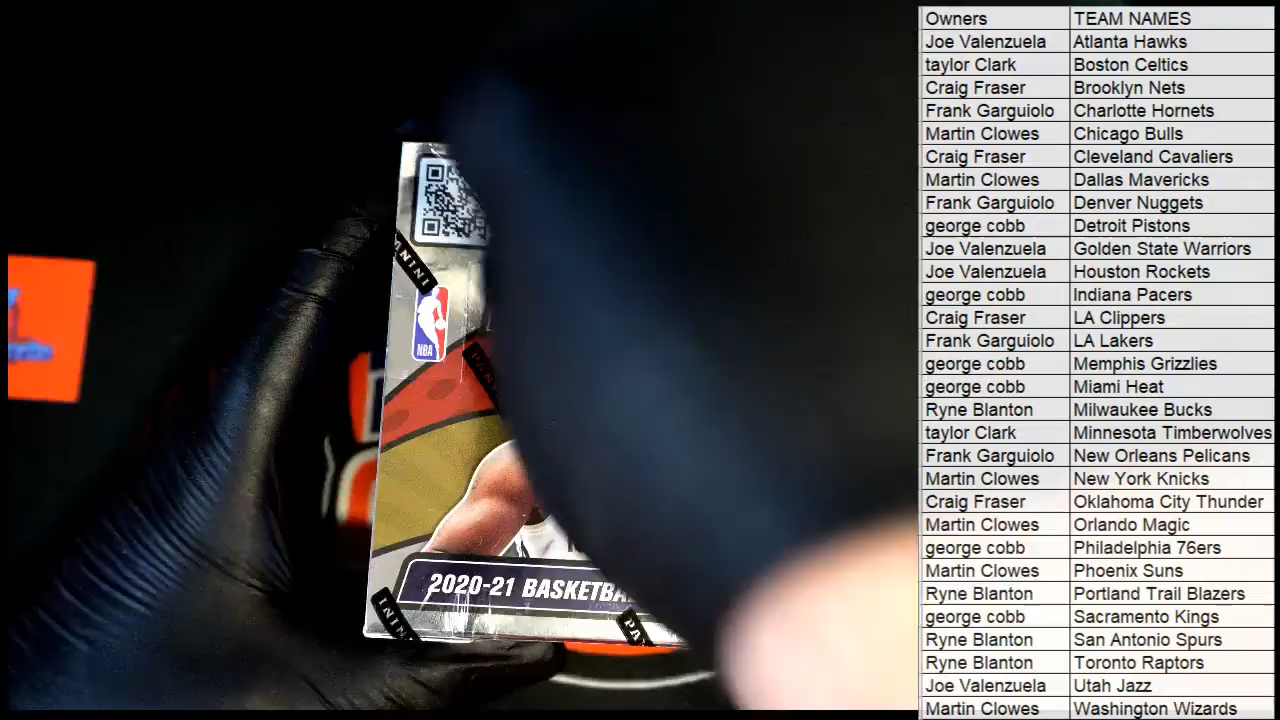 Owners TEAM NAMES
Joe Valenzuela Atlanta Hawks
taylor Clark Boston Celtics
Craig Fraser Brooklyn Nets
Frank Garguiolo Charlotte Hornets
Martin Clowes Chicago Bulls
Craig Fraser Cleveland Cavaliers
Martin Clowes Dallas Mavericks
Frank Garguiolo Denver Nuggets
george cobb Detroit Pistons
Joe Valenzuela Golden State Warriors
Joe Valenzuela Houston Rockets
george cobb Indiana Pacers
Craig Fraser LA Clippers
Frank Garguiolo LA Lakers
george cobb Memphis Grizzlies
george cobb Miami Heat
Ryne Blanton Milwaukee Bucks
taylor Clark Minnesota Timberwolves
Frank Garguiolo New Orleans Pelicans
Martin Clowes New York Knicks
Craig Fraser Oklahoma City Thunder
Martin Clowes Orlando Magic
george cobb Philadelphia 76ers
Martin Clowes Phoenix Suns
Ryne Blanton Portland Trail Blazers
george cobb Sacramento Kings
Ryne Blanton San Antonio Spurs
Ryne Blanton Toronto Raptors
Joe Valenzuela Utah Jazz
Martin Clowes Washington Wizards
NBA
2020-21 BASKETBA